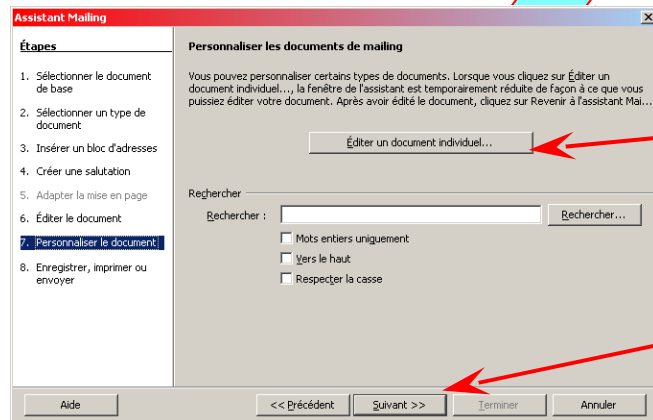 Assistant Mailing
Étapes
1. Sélectionner le document
de base
2. Sélectionner un type de
document
3. Insérer un bloc d'adresses
4. Créer une salutation
5. Adapter la mise en page
6. Éditer le document
7. Personnaliser le document
8. Enregistrer, imprimer ou
envoyer
Personnaliser les documents de mailing
Vous pouvez personnaliser certains types de documents. Lorsque vous cliquez sur Éditer un
document individuel..., la fenêtre de l'assistant est temporairement réduite de façon à ce que vous
puissiez éditer votre document. Après avoir édité le document, cliquez sur Revenir à l'assistant Mai...
Éditer un document individuel...
Rechercher
Rechercher :
Rechercher...
Mots entiers uniquement
Vers le haut
Respecter la casse
Aide
<< Précédent
Suivant >>
Terminer
Annuler